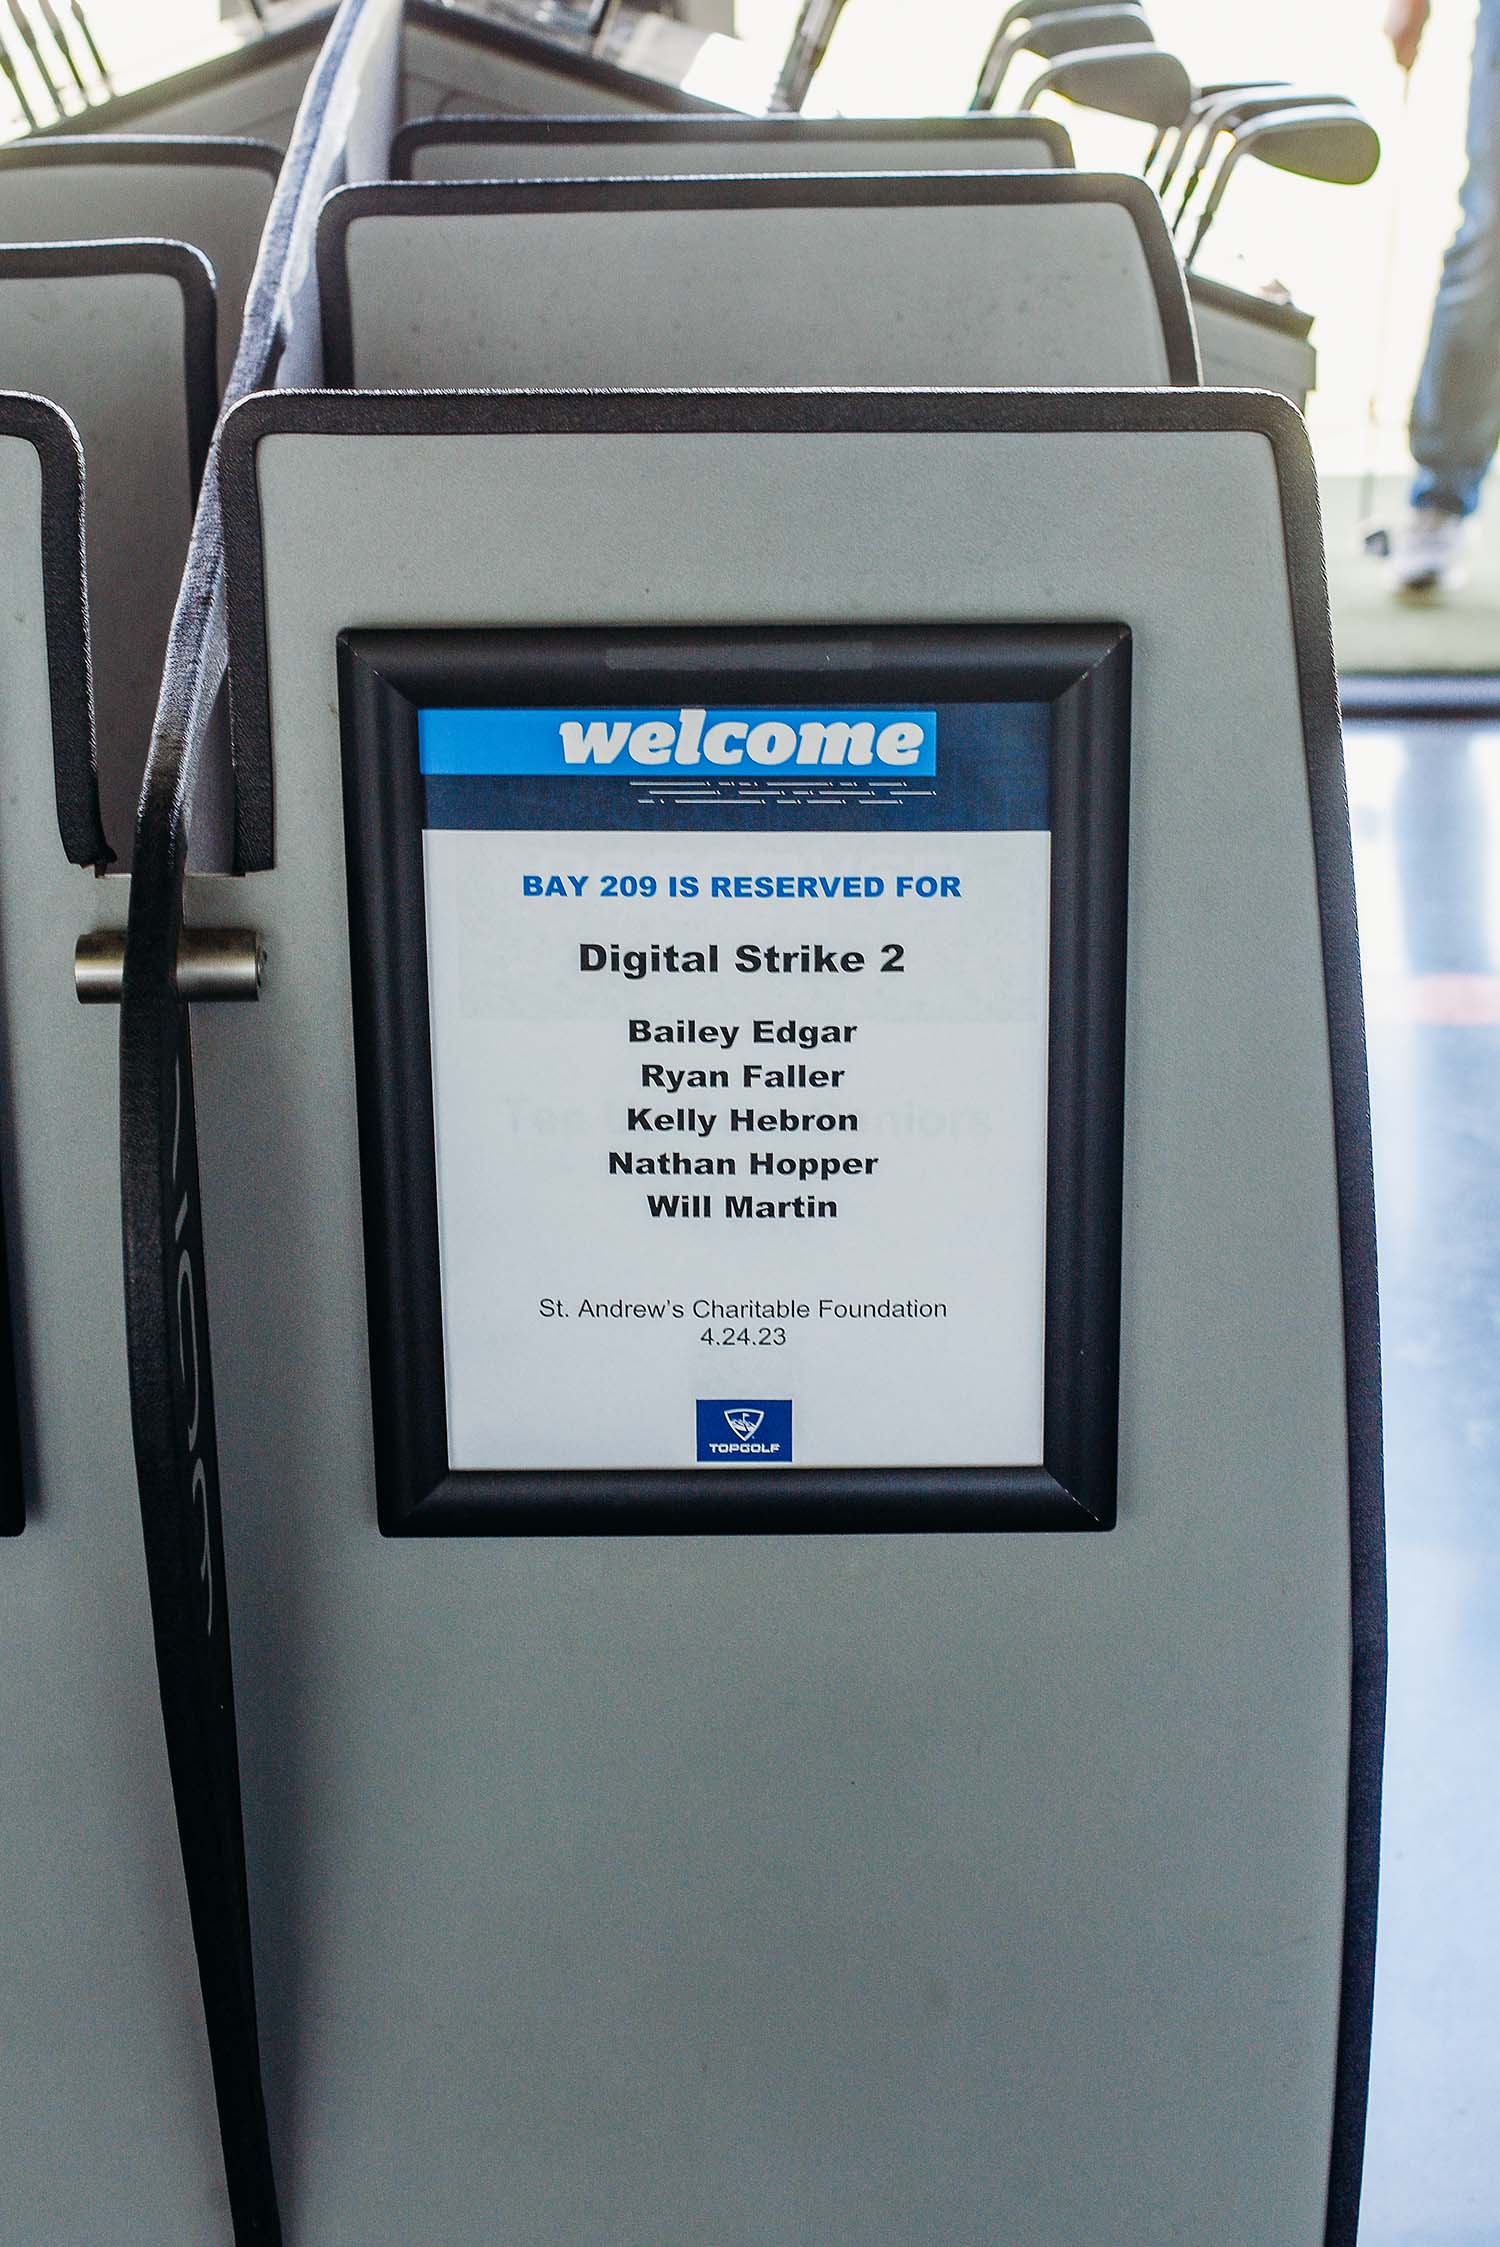 welcome
BAY 209 IS RESERVED FOR
Digital Strike 2
Bailey Edgar
Ryan Faller
Kelly Hebron
Nathan Hopper
Will Martin
St. Andrew's Charitable Foundation
4.24.23
TOPGOLF